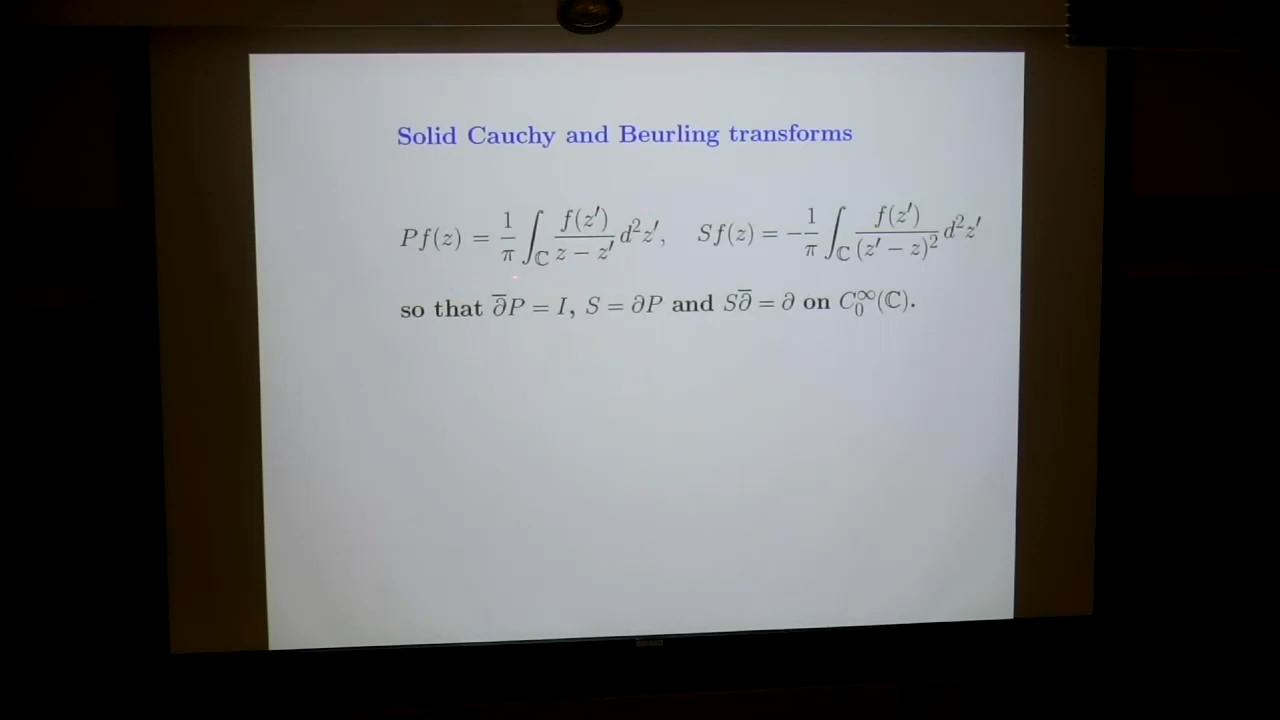 Solid Cauchy and Beurling transforms
Pf(z) = \frac{1}{\pi} \int_{\mathbb{C}} \frac{f(z')}{z - z'} d^2z', Sf(z) = -\frac{1}{\pi} \int_{\mathbb{C}} \frac{f(z')}{(z' - z)^2} d^2z'
so that \overline{\partial}P = I, S = \partial P and S\overline{\partial} = \partial on C_0^\infty(\mathbb{C}).